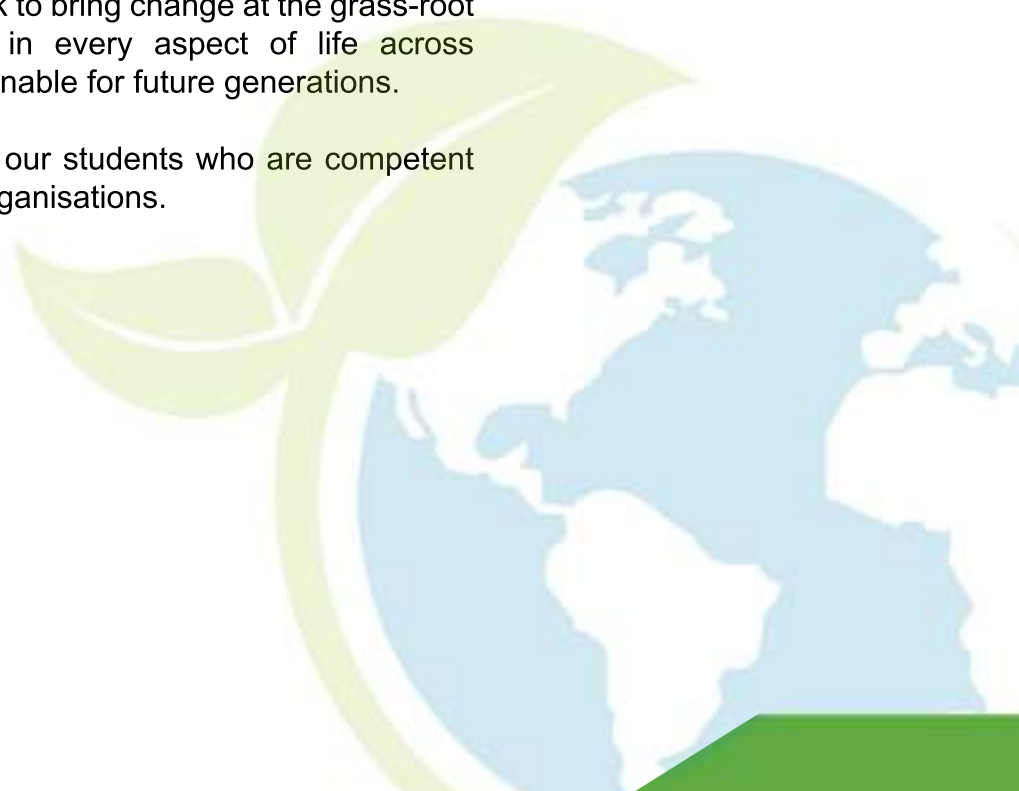 to bring change at the grass-root
in every aspect of life across
nable for future generations.
our students who are competent
ganisations.